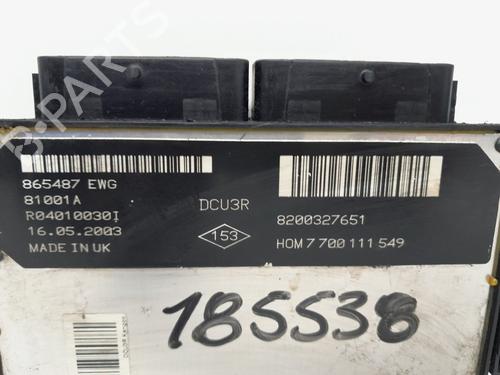 B-PARTS
865487 EWG
81001A
R04010030I
16.05.2003
MADE IN UK
DCU3R
153
8200327651
HOM 7 700 111 549
185538